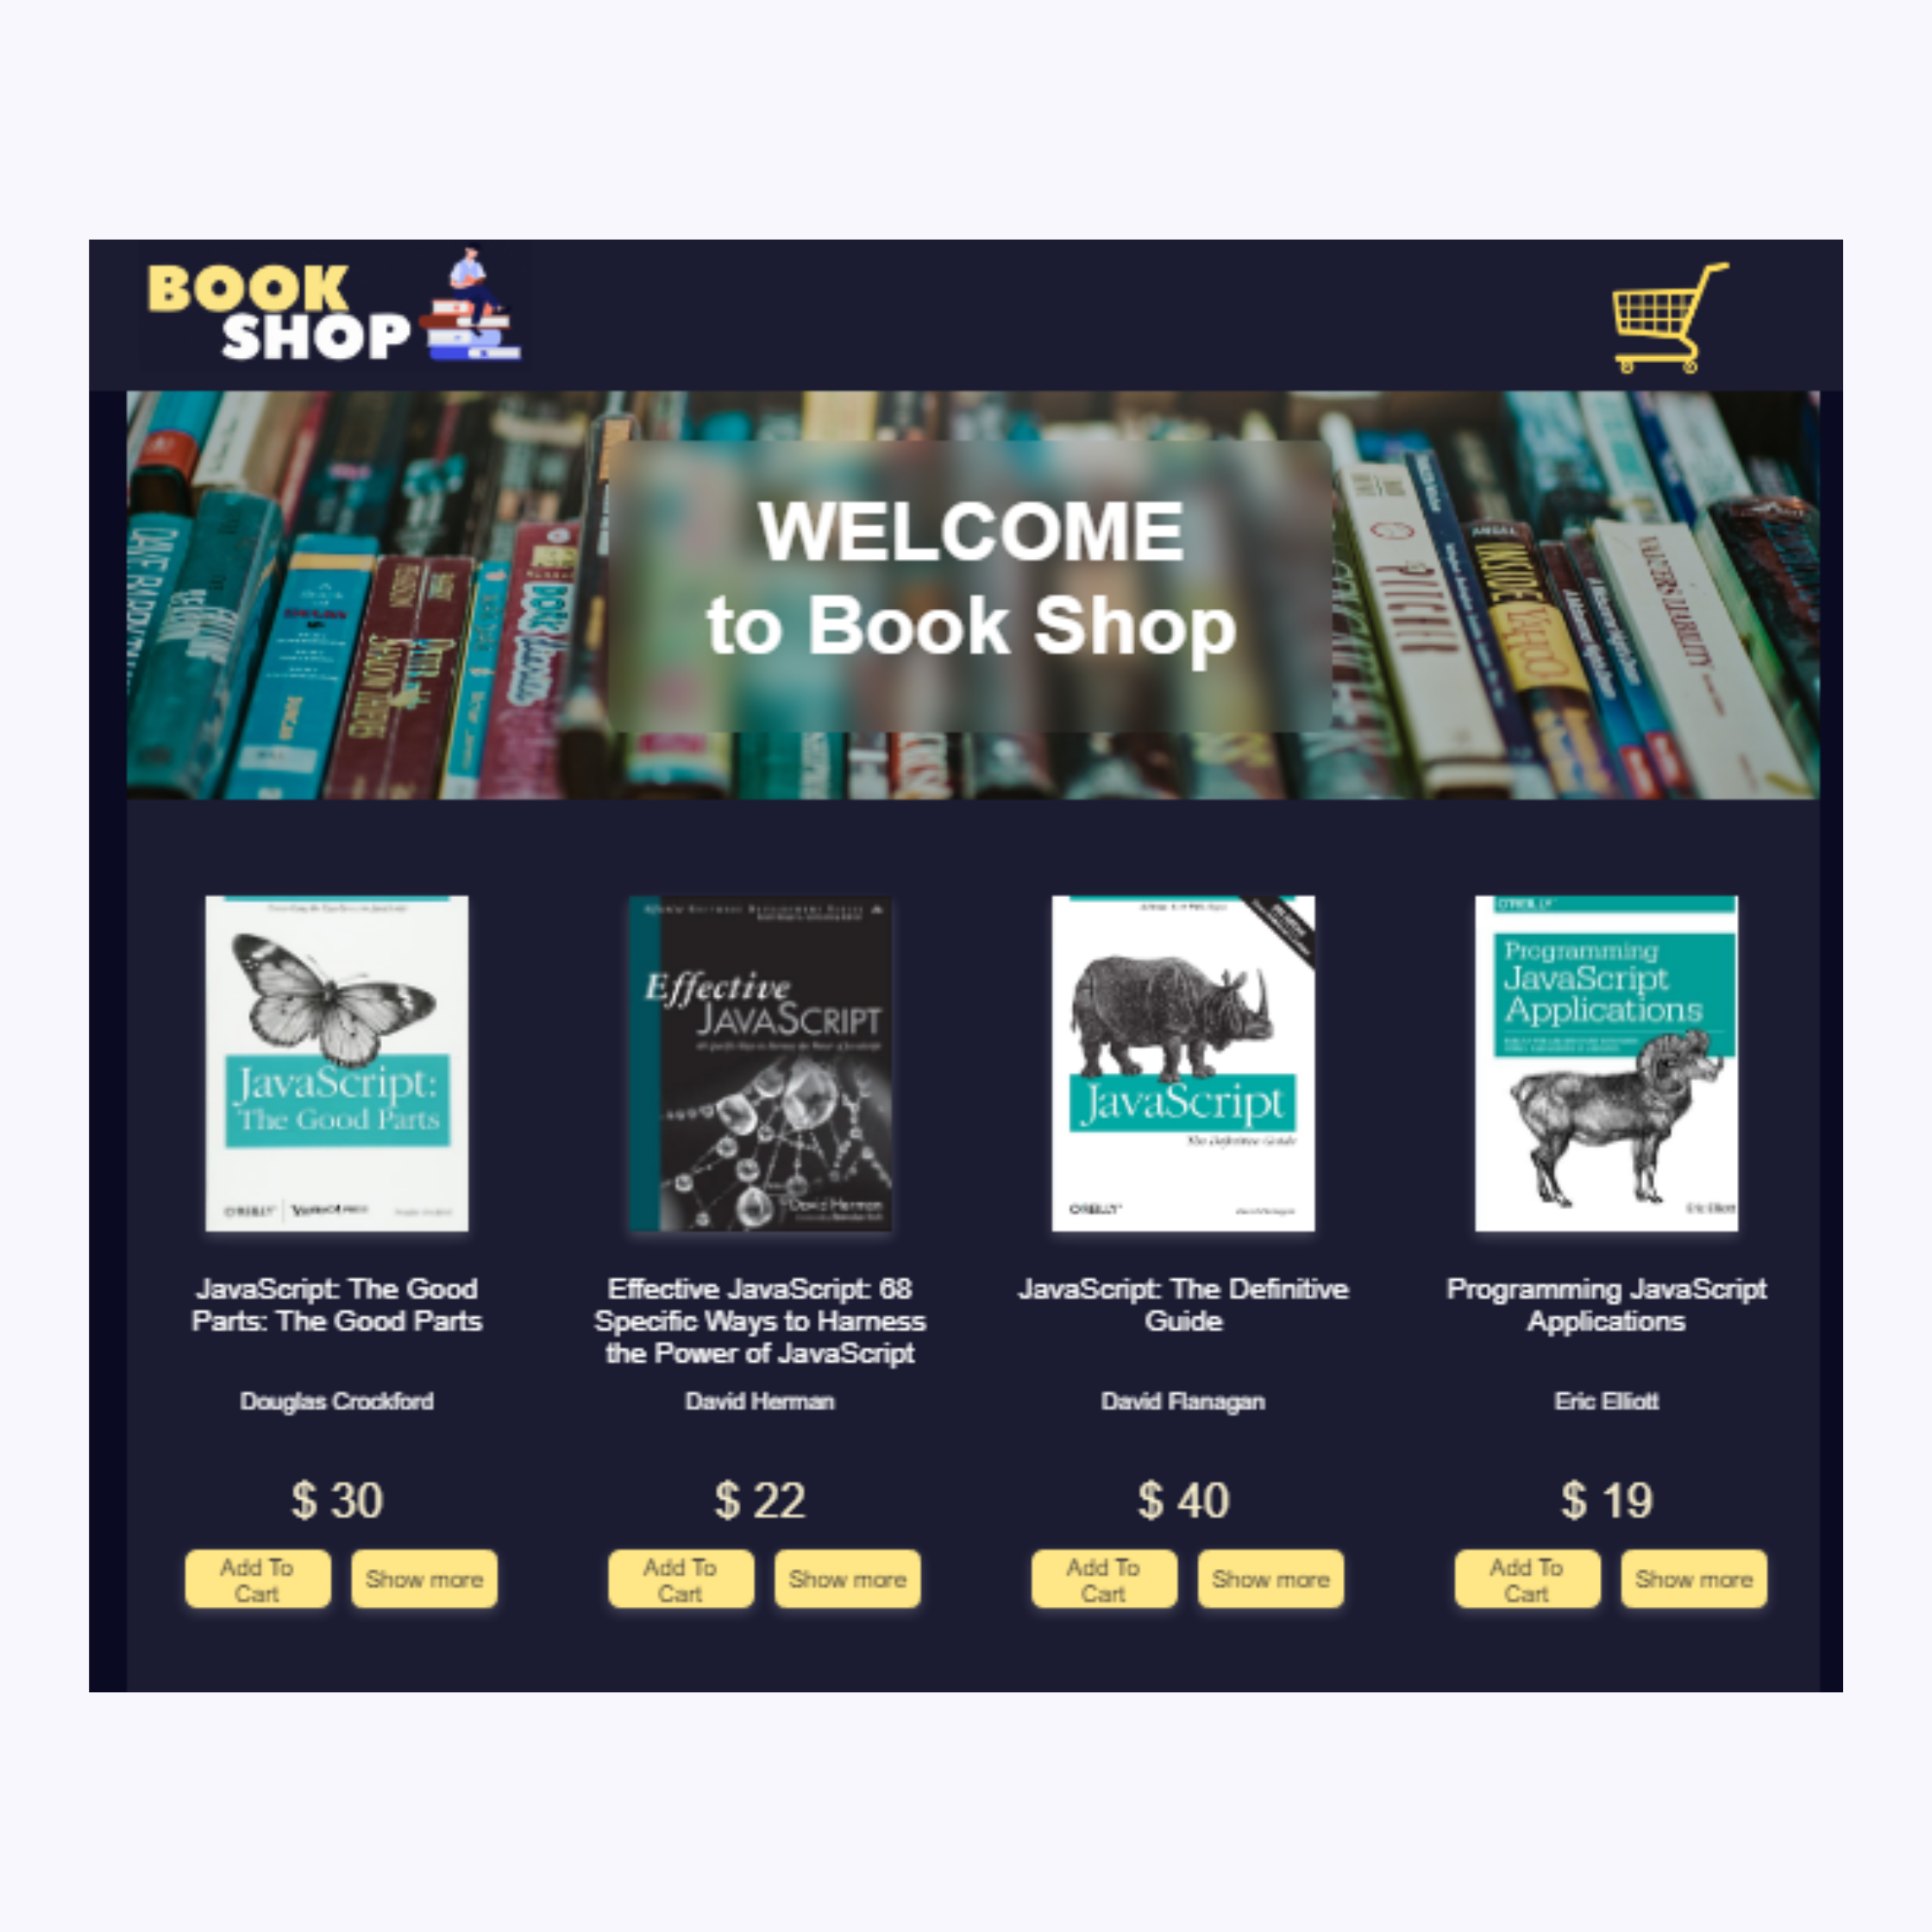 BOOK
SHOP
WELCOME
to Book Shop
INSIDE
YAHOO
JavaScript:
The Good Parts
O'REILLY
YAHOO! PRESS
Effective
JAVASCRIPT
David Herman
JavaScript
The Definitive Guide
O'REILLY
O'REILLY
Programming
JavaScript
Applications
Eric Elliott
JavaScript: The Good
Parts: The Good Parts
Effective JavaScript: 68
Specific Ways to Harness
the Power of JavaScript
JavaScript: The Definitive
Guide
Programming JavaScript
Applications
Douglas Crockford
David Herman
David Flanagan
Eric Elliott
$ 30
$ 22
$ 40
$ 19
Add To
Cart
Show more
Add To
Cart
Show more
Add To
Cart
Show more
Add To
Cart
Show more